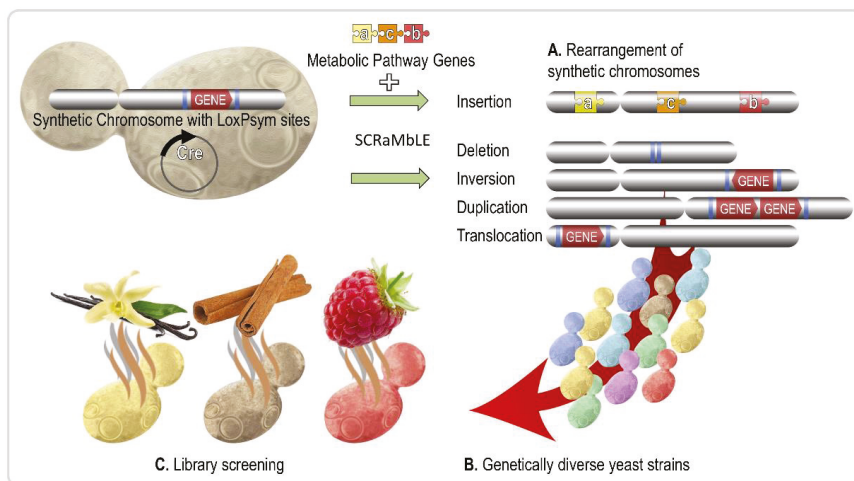 a c b
Metabolic Pathway Genes
+
A. Rearrangement of
synthetic chromosomes
GENE
Synthetic Chromosome with LoxPsym sites
Cre
Insertion
a c b
SCRaMbLE
Deletion
Inversion
GENE
Duplication
GENE GENE
Translocation
GENE
C. Library screening
B. Genetically diverse yeast strains